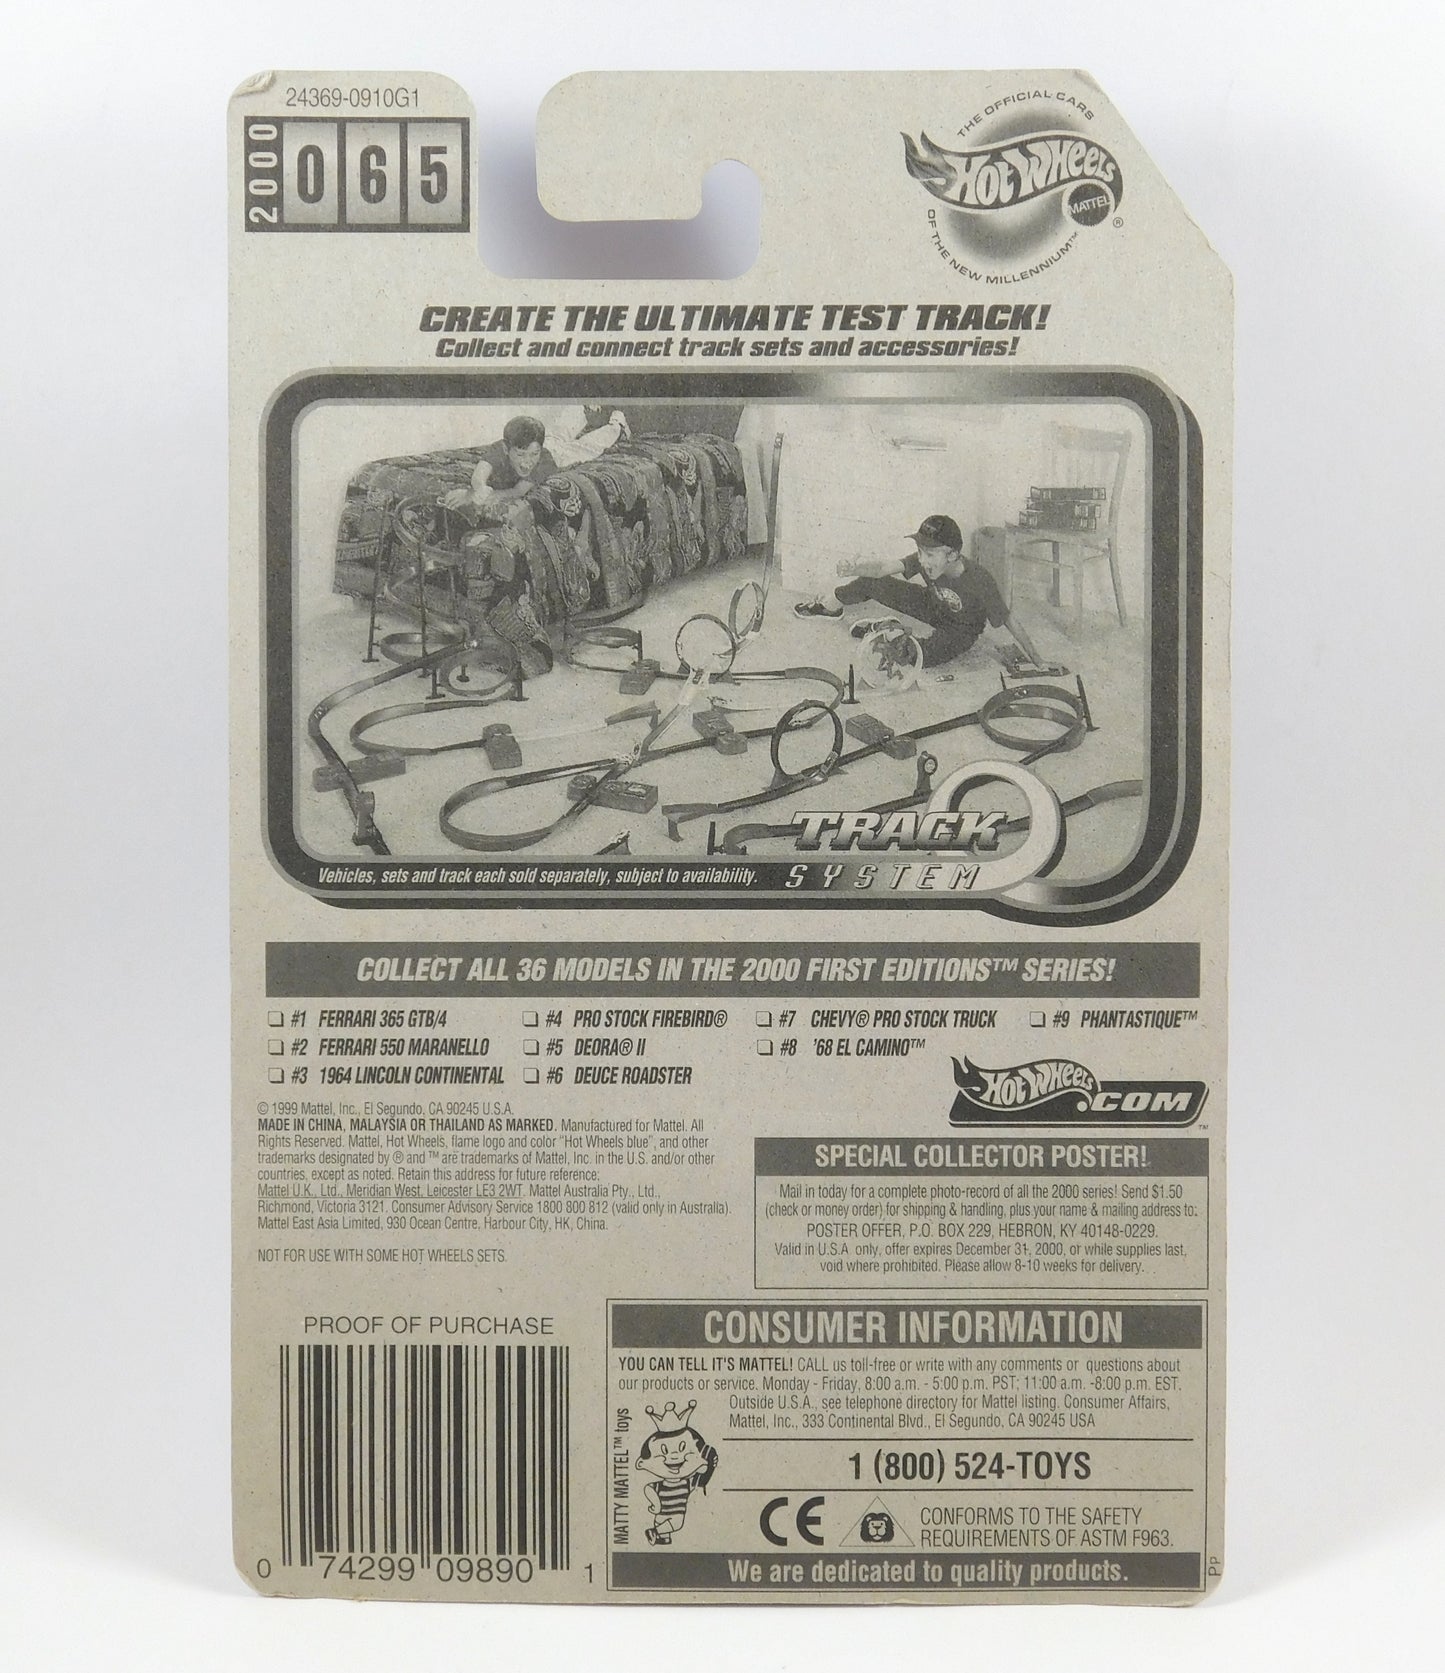 24369-0910G1
2000
065
THE OFFICIAL CARS
HOT WHEELS
MATTEL®
OF THE NEW MILLENNIUM™
CREATE THE ULTIMATE TEST TRACK!
Collect and connect track sets and accessories!
TRACK
SYSTEM
Vehicles, sets and track each sold separately, subject to availability.
COLLECT ALL 36 MODELS IN THE 2000 FIRST EDITIONS™ SERIES!
#1 FERRARI 365 GTB/4
#2 FERRARI 550 MARANELLO
#3 1964 LINCOLN CONTINENTAL
#4 PRO STOCK FIREBIRD®
#5 DEORA® II
#6 DEUCE ROADSTER
#7 CHEVY® PRO STOCK TRUCK
#8 '68 EL CAMINO™
#9 PHANTASTIQUE™
HOT WHEELS.COM™
© 1999 Mattel, Inc., El Segundo, CA 90245 U.S.A.
MADE IN CHINA, MALAYSIA OR THAILAND AS MARKED. Manufactured for Mattel. All
Rights Reserved. Mattel, Hot Wheels, flame logo and color "Hot Wheels blue", and other
trademarks designated by ® and ™ are trademarks of Mattel, Inc. in the U.S. and/or other
countries, except as noted. Retain this address for future reference:
Mattel U.K., Ltd., Meridian West, Leicester LE3 2WT. Mattel Australia Pty., Ltd.,
Richmond, Victoria 3121. Consumer Advisory Service 1800 800 812 (valid only in Australia).
Mattel East Asia Limited, 930 Ocean Centre, Harbour City, HK, China.
NOT FOR USE WITH SOME HOT WHEELS SETS.
SPECIAL COLLECTOR POSTER!
Mail in today for a complete photo-record of all the 2000 series! Send $1.50
(check or money order) for shipping & handling, plus your name & mailing address to:
POSTER OFFER, P.O. BOX 229, HEBRON, KY 40148-0229.
Valid in U.S.A. only, offer expires December 31, 2000, or while supplies last,
void where prohibited. Please allow 8-10 weeks for delivery.
PROOF OF PURCHASE
0 74299 09890 1
CONSUMER INFORMATION
YOU CAN TELL IT'S MATTEL! CALL us toll-free or write with any comments or questions about
our products or service. Monday - Friday, 8:00 a.m. - 5:00 p.m. PST; 11:00 a.m. -8:00 p.m. EST.
Outside U.S.A., see telephone directory for Mattel listing. Consumer Affairs,
Mattel, Inc., 333 Continental Blvd., El Segundo, CA 90245 USA
MATTY MATTEL™ toys
1 (800) 524-TOYS
CE
CONFORMS TO THE SAFETY
REQUIREMENTS OF ASTM F963.
We are dedicated to quality products.
PP